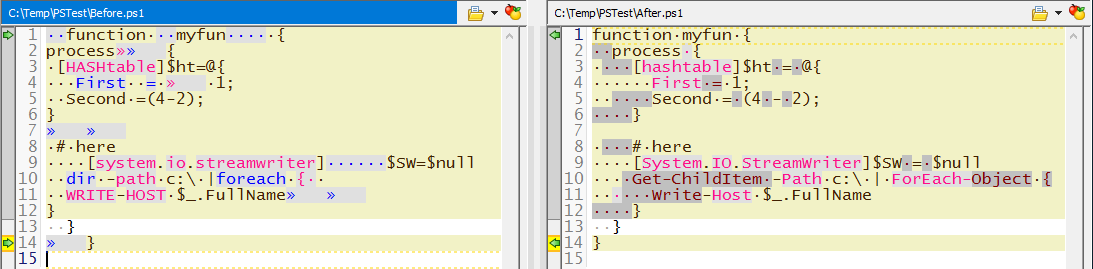 C:\Temp\PSTest\Before.ps1
1   function   myfun     {
2 process»»    {
3  [HASHtable]$ht=@{
4    First  = »    1;
5   Second =(4-2);
6 }
7 »   »
8  # here
9     [system.io.streamwriter]      $SW=$null
10   dir -path c:\ |foreach {
11   WRITE-HOST $_.FullName»   »
12 }
13   }
14 »    }
15
C:\Temp\PSTest\After.ps1
1 function myfun {
2   process {
3     [hashtable]$ht = @{
4       First = 1;
5       Second = (4 - 2);
6     }
7
8     # here
9     [System.IO.StreamWriter]$SW = $null
10     Get-ChildItem -Path c:\ | ForEach-Object {
11       Write-Host $_.FullName
12     }
13   }
14 }
15